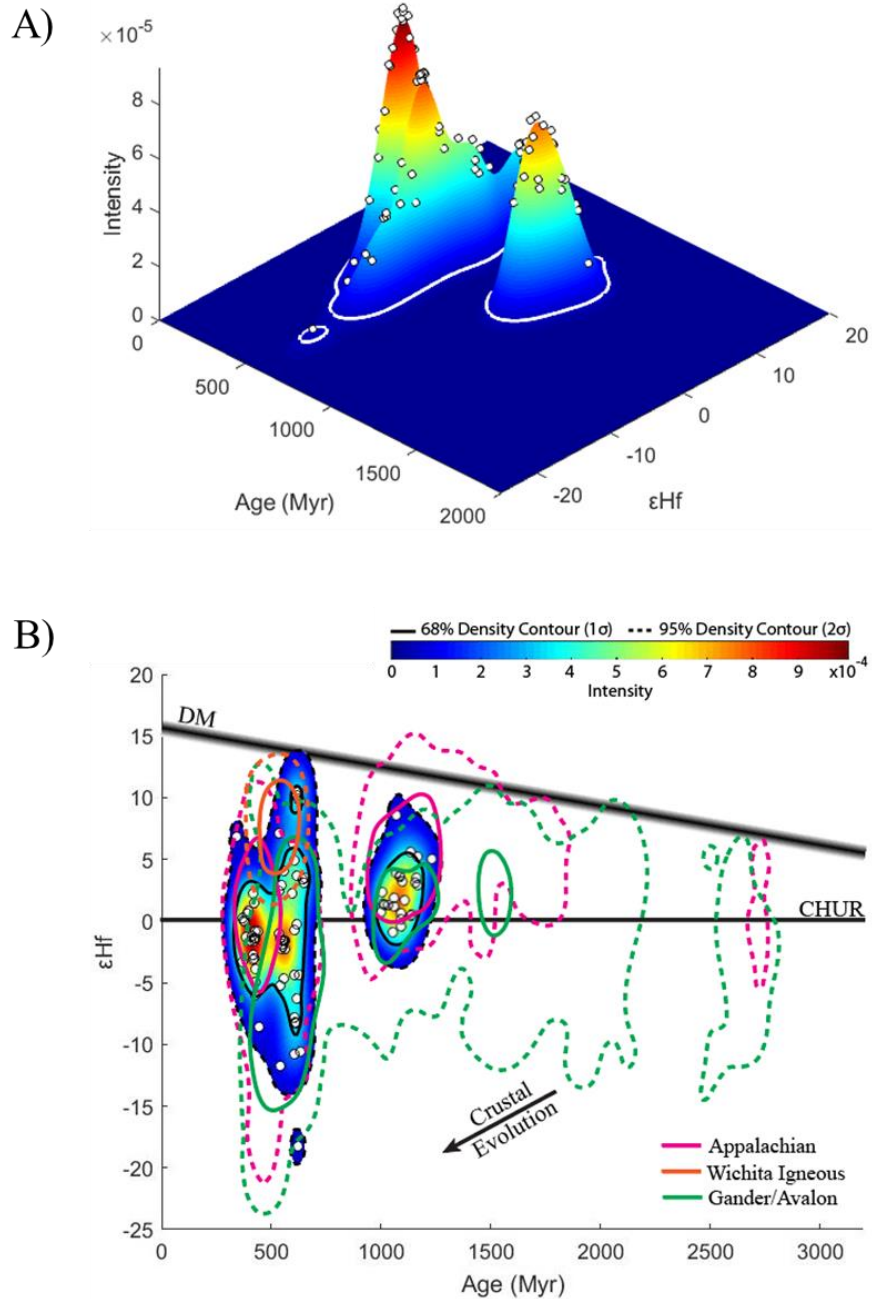 A)
×10⁻⁵
8
6
4
2
0
Intensity
0
500
1000
1500
2000
Age (Myr)
-20
-10
0
10
20
εHf
B)
68% Density Contour (1σ) 95% Density Contour (2σ)
0 1 2 3 4 5 6 7 8 9 x10⁻⁴
Intensity
20
15
10
5
0
-5
-10
-15
-20
-25
εHf
DM
CHUR
Crustal
Evolution
Appalachian
Wichita Igneous
Gander/Avalon
0 500 1000 1500 2000 2500 3000
Age (Myr)